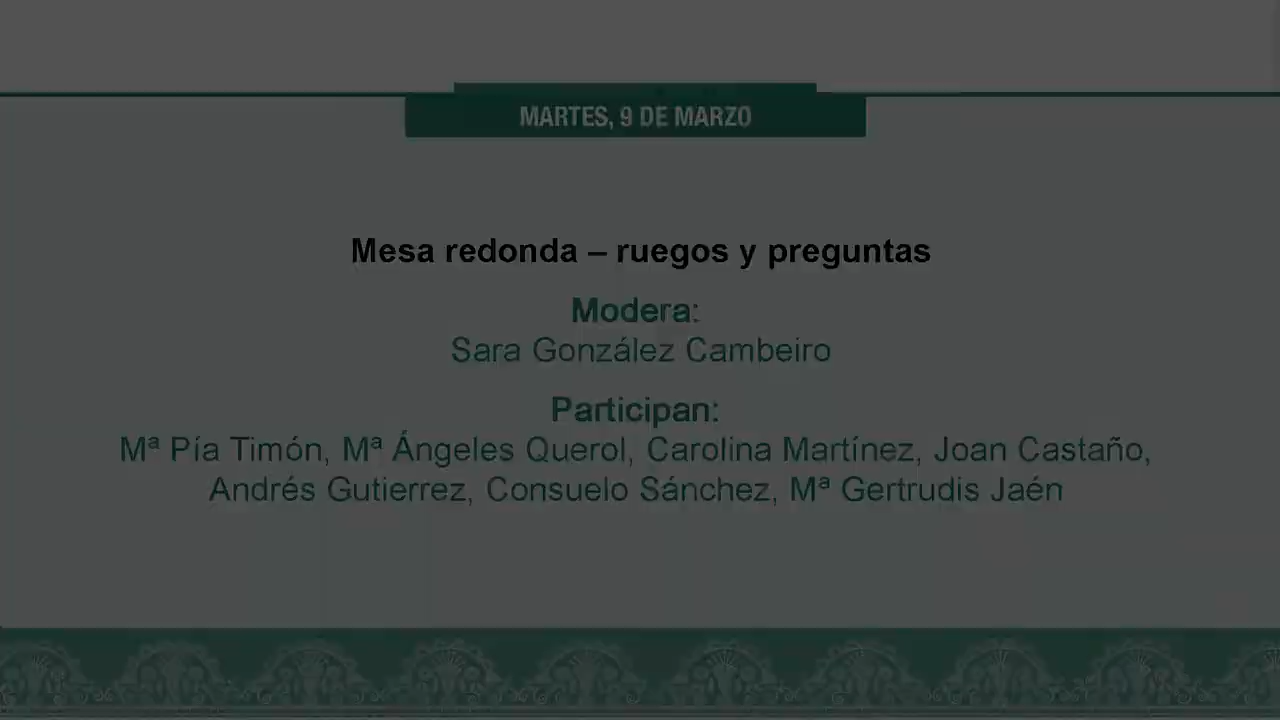 MARTES, 9 DE MARZO
Mesa redonda – ruegos y preguntas
Modera:
Sara González Cambeiro
Participan:
Mª Pía Timón, Mª Ángeles Querol, Carolina Martínez, Joan Castaño,
Andrés Gutierrez, Consuelo Sánchez, Mª Gertrudis Jaén